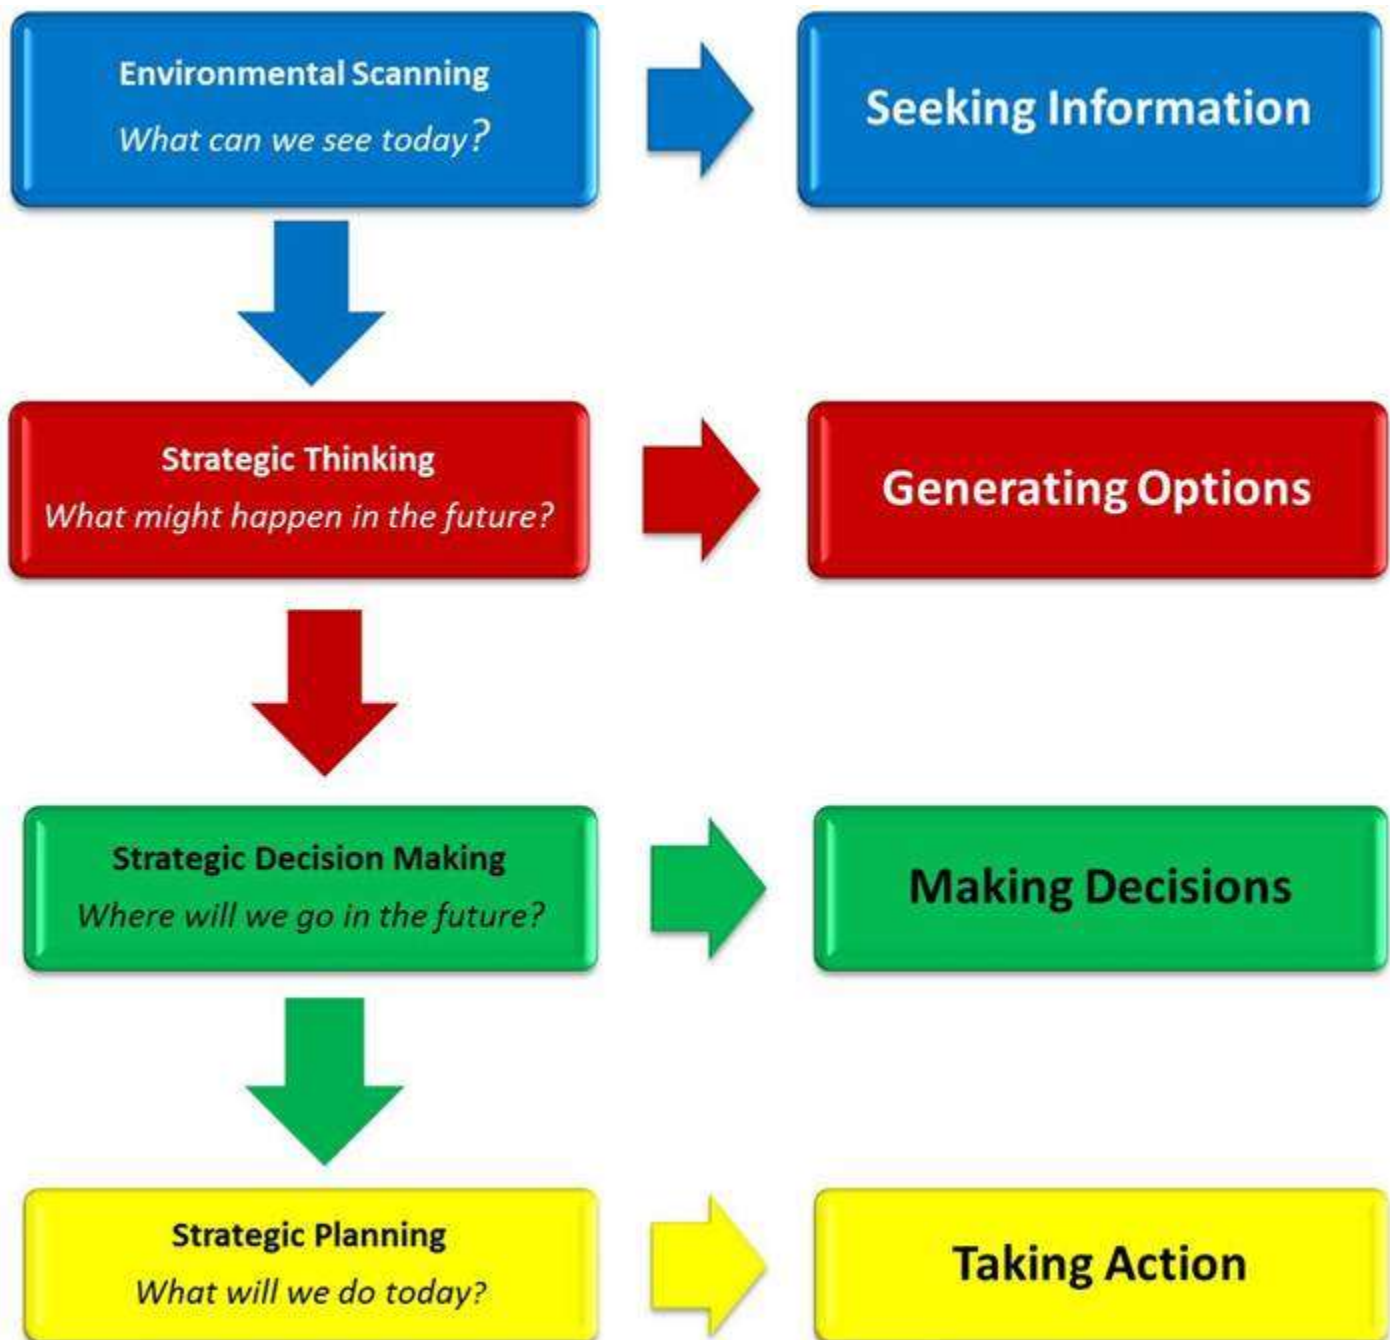 Environmental Scanning
What can we see today?
Seeking Information
Strategic Thinking
What might happen in the future?
Generating Options
Strategic Decision Making
Where will we go in the future?
Making Decisions
Strategic Planning
What will we do today?
Taking Action